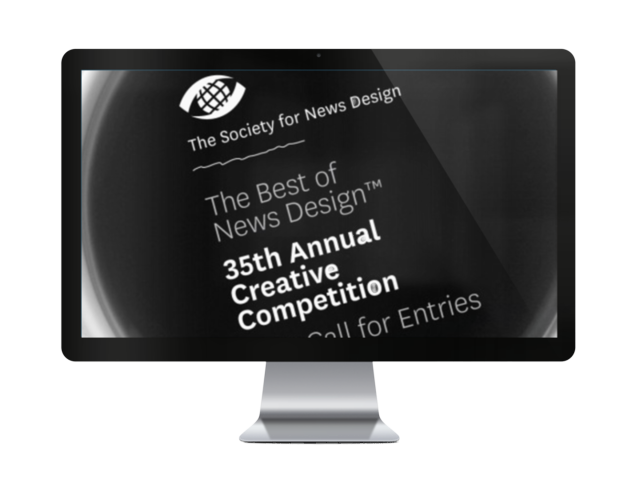 The Society for News Design
The Best of
News Design™
35th Annual
Creative
Competition
Call for Entries